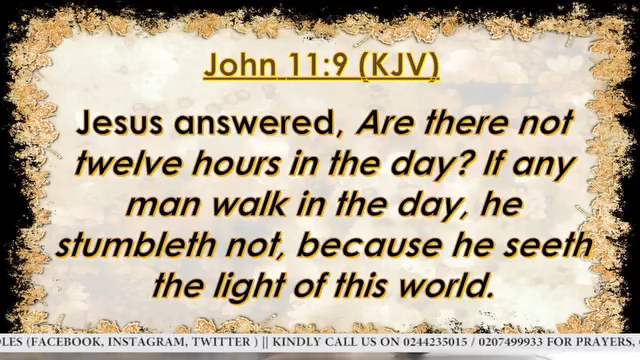 John 11:9 (KJV)
Jesus answered, Are there not
twelve hours in the day? If any
man walk in the day, he
stumbleth not, because he seeth
the light of this world.
(FACEBOOK, INSTAGRAM, TWITTER ) || KINDLY CALL US ON 0244235015 / 0207499933 FOR PRAYERS,